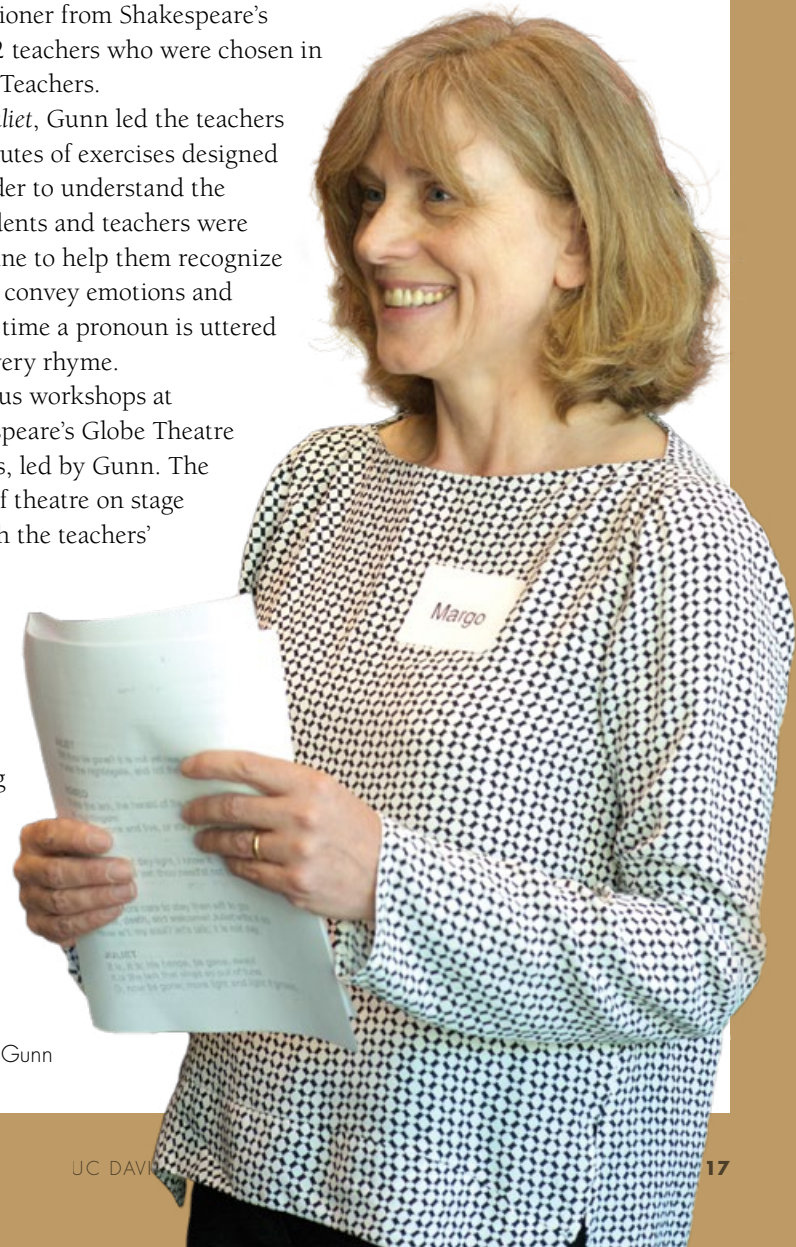 ioner from Shakespeare's
2 teachers who were chosen in
Teachers.
liet, Gunn led the teachers
utes of exercises designed
der to understand the
dents and teachers were
ne to help them recognize
convey emotions and
time a pronoun is uttered
very rhyme.
us workshops at
speare's Globe Theatre
s, led by Gunn. The
f theatre on stage
h the teachers'
Margo
g
Gunn
UC DAVI
17